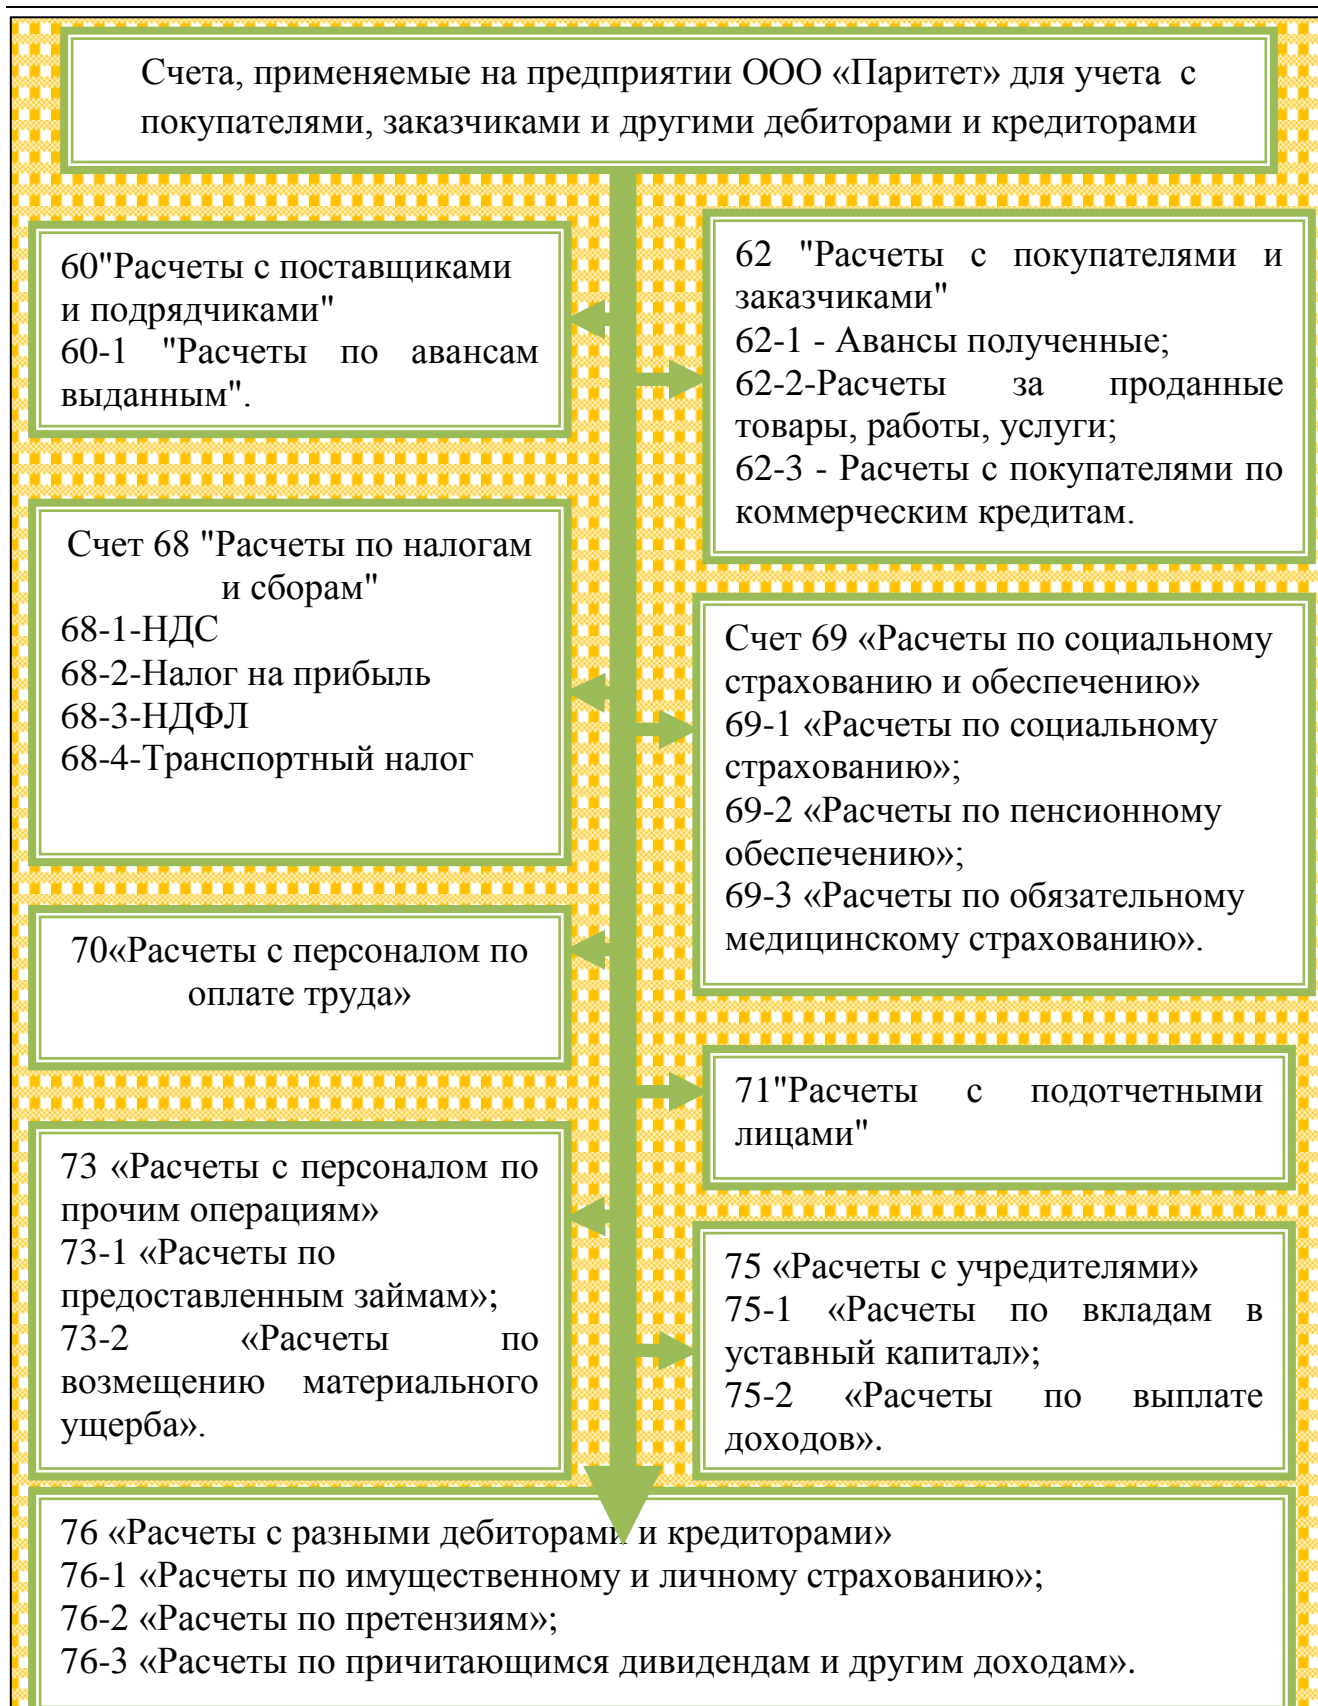 Счета, применяемые на предприятии ООО «Паритет» для учета с
покупателями, заказчиками и другими дебиторами и кредиторами
60"Расчеты с поставщиками
и подрядчиками"
60-1 "Расчеты по авансам
выданным".
62 "Расчеты с покупателями и
заказчиками"
62-1 - Авансы полученные;
62-2-Расчеты за проданные
товары, работы, услуги;
62-3 - Расчеты с покупателями по
коммерческим кредитам.
Счет 68 "Расчеты по налогам
и сборам"
68-1-НДС
68-2-Налог на прибыль
68-3-НДФЛ
68-4-Транспортный налог
Счет 69 «Расчеты по социальному
страхованию и обеспечению»
69-1 «Расчеты по социальному
страхованию»;
69-2 «Расчеты по пенсионному
обеспечению»;
69-3 «Расчеты по обязательному
медицинскому страхованию».
70«Расчеты с персоналом по
оплате труда»
71"Расчеты с подотчетными
лицами"
73 «Расчеты с персоналом по
прочим операциям»
73-1 «Расчеты по
предоставленным займам»;
73-2 «Расчеты по
возмещению материального
ущерба».
75 «Расчеты с учредителями»
75-1 «Расчеты по вкладам в
уставный капитал»;
75-2 «Расчеты по выплате
доходов».
76 «Расчеты с разными дебиторами и кредиторами»
76-1 «Расчеты по имущественному и личному страхованию»;
76-2 «Расчеты по претензиям»;
76-3 «Расчеты по причитающимся дивидендам и другим доходам».